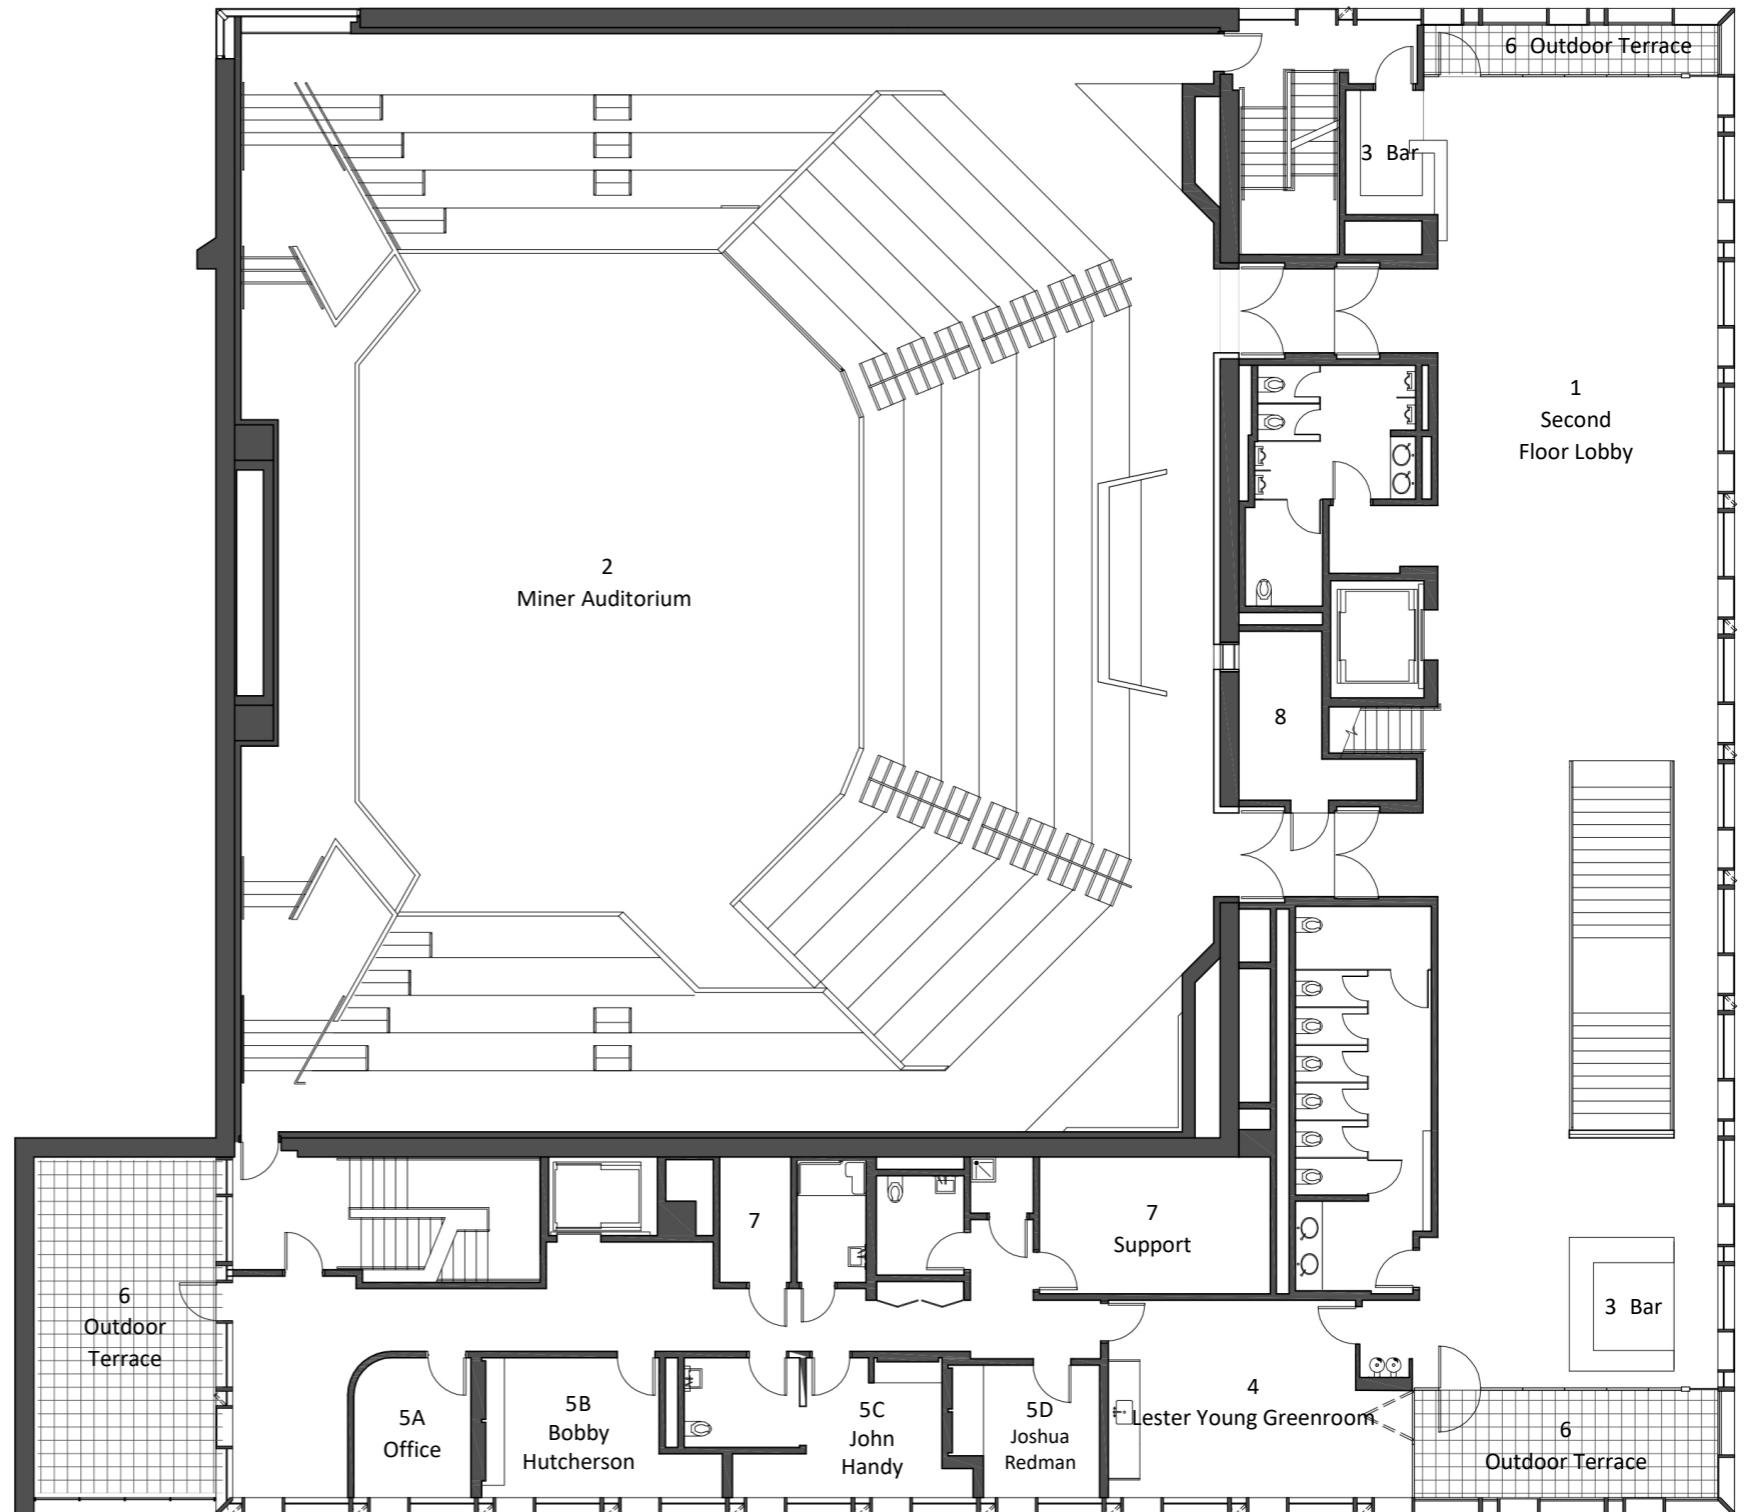 6 Outdoor Terrace
3 Bar
1
Second
Floor Lobby
2
Miner Auditorium
8
7
7
Support
6
Outdoor
Terrace
3 Bar
5A
Office
5B
Bobby
Hutcherson
5C
John
Handy
5D
Joshua
Redman
4
Lester Young Greenroom
6
Outdoor Terrace